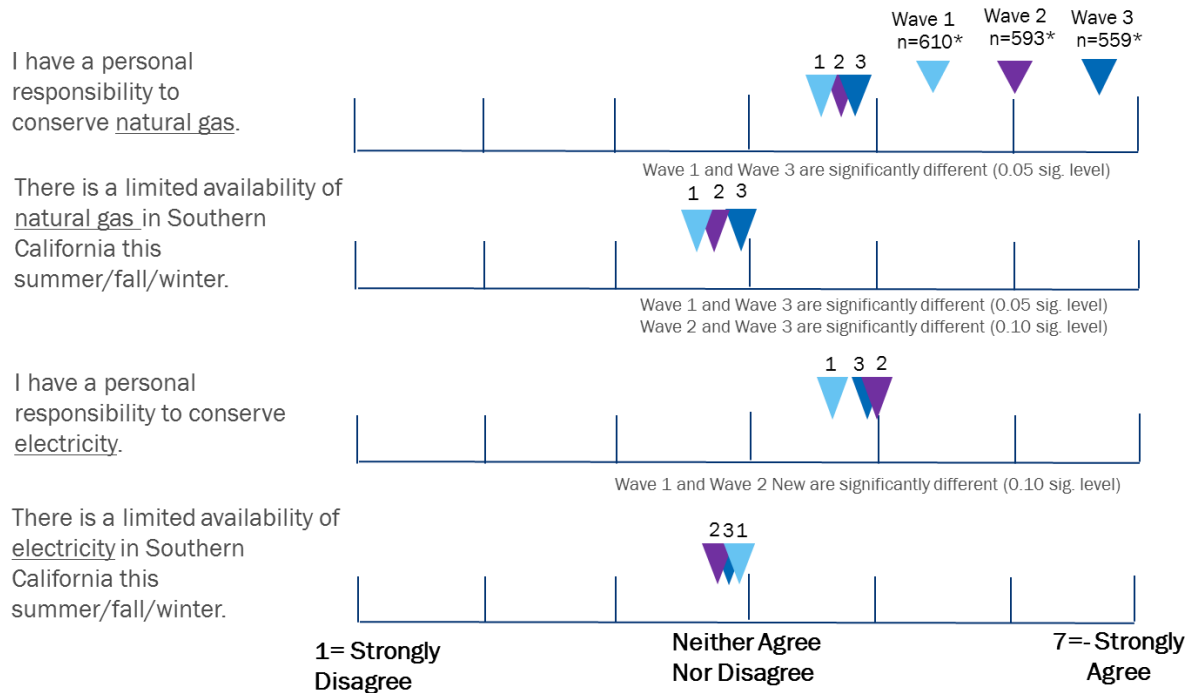 Wave 1
n=610*
Wave 2
n=593*
Wave 3
n=559*
I have a personal
responsibility to
conserve natural gas.
1 2 3
Wave 1 and Wave 3 are significantly different (0.05 sig. level)
There is a limited availability of
natural gas in Southern
California this
summer/fall/winter.
1 2 3
Wave 1 and Wave 3 are significantly different (0.05 sig. level)
Wave 2 and Wave 3 are significantly different (0.10 sig. level)
I have a personal
responsibility to conserve
electricity.
1 3 2
Wave 1 and Wave 2 New are significantly different (0.10 sig. level)
There is a limited availability of
electricity in Southern
California this
summer/fall/winter.
2 3 1
1= Strongly
Disagree
Neither Agree
Nor Disagree
7=- Strongly
Agree